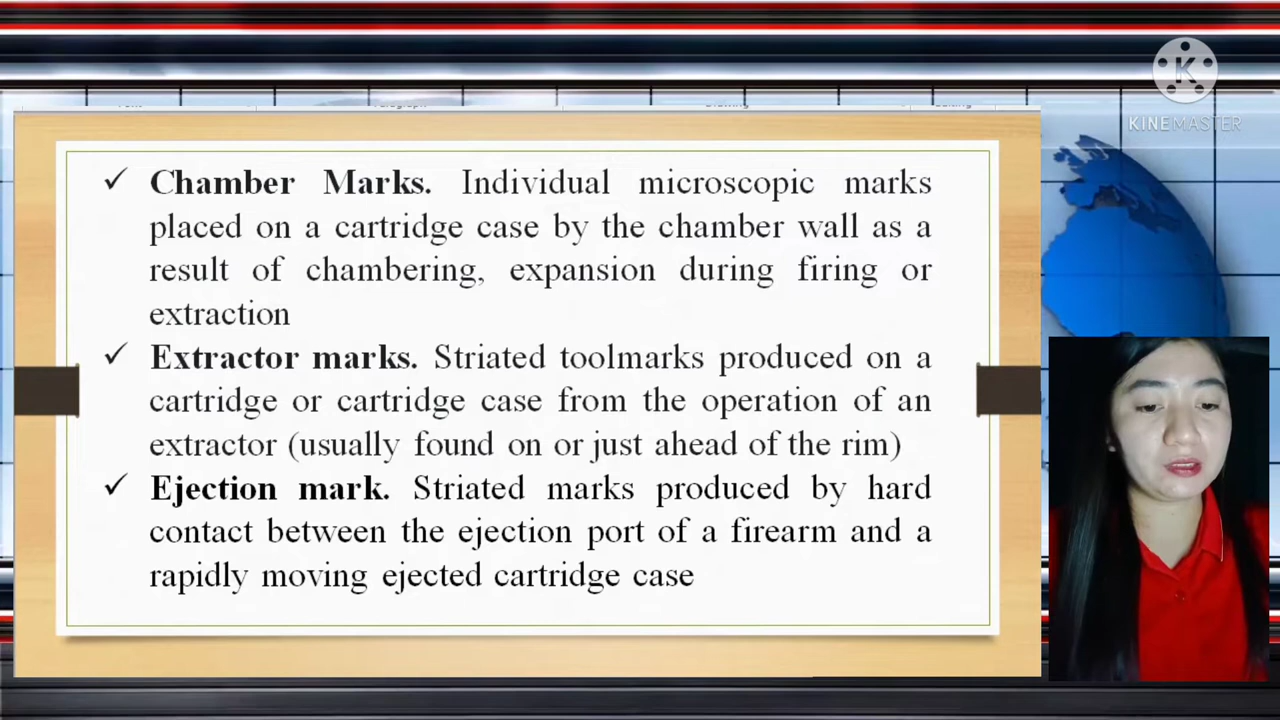 KINEMASTER
✓ Chamber Marks. Individual microscopic marks
placed on a cartridge case by the chamber wall as a
result of chambering, expansion during firing or
extraction
✓ Extractor marks. Striated toolmarks produced on a
cartridge or cartridge case from the operation of an
extractor (usually found on or just ahead of the rim)
✓ Ejection mark. Striated marks produced by hard
contact between the ejection port of a firearm and a
rapidly moving ejected cartridge case